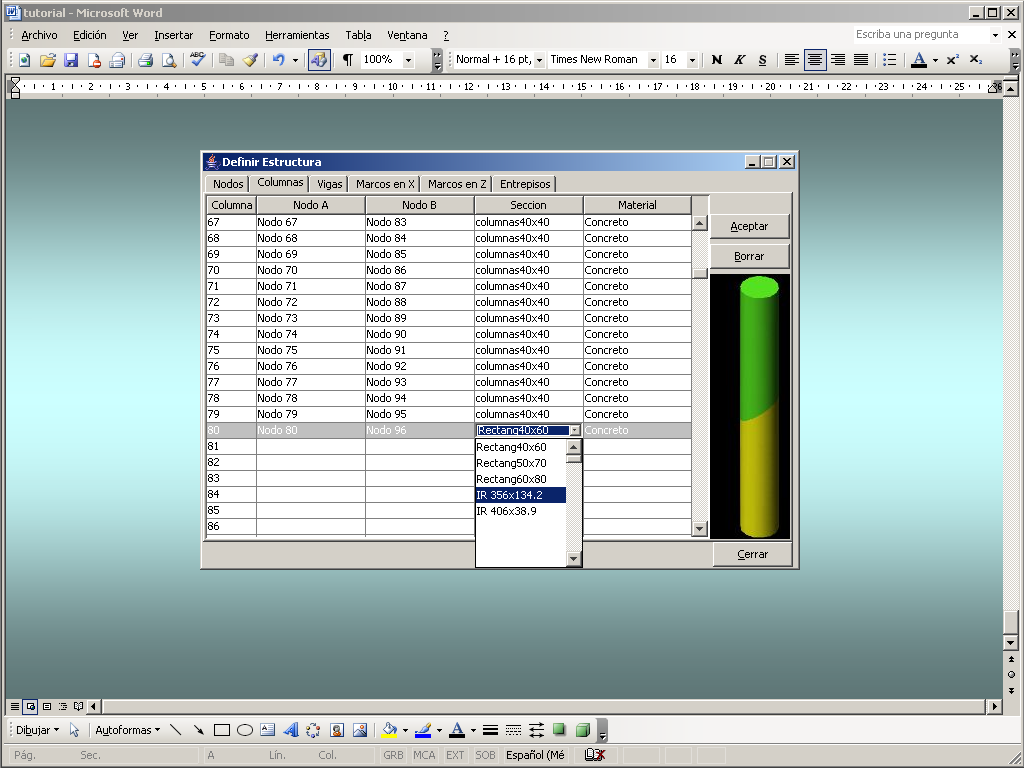 tutorial - Microsoft Word
Archivo Edición Ver Insertar Formato Herramientas Tabla Ventana ? Escriba una pregunta
ABC 100% Normal + 16 pt, Times New Roman 16 N K S A x² x₂
1 2 3 4 5 6 7 8 9 10 11 12 13 14 15 16 17 18 19 20 21 22 23 24 25 26
Definir Estructura
Nodos Columnas Vigas Marcos en X Marcos en Z Entrepisos
Columna Nodo A Nodo B Seccion Material
67 Nodo 67 Nodo 83 columnas40x40 Concreto
68 Nodo 68 Nodo 84 columnas40x40 Concreto
69 Nodo 69 Nodo 85 columnas40x40 Concreto
70 Nodo 70 Nodo 86 columnas40x40 Concreto
71 Nodo 71 Nodo 87 columnas40x40 Concreto
72 Nodo 72 Nodo 88 columnas40x40 Concreto
73 Nodo 73 Nodo 89 columnas40x40 Concreto
74 Nodo 74 Nodo 90 columnas40x40 Concreto
75 Nodo 75 Nodo 91 columnas40x40 Concreto
76 Nodo 76 Nodo 92 columnas40x40 Concreto
77 Nodo 77 Nodo 93 columnas40x40 Concreto
78 Nodo 78 Nodo 94 columnas40x40 Concreto
79 Nodo 79 Nodo 95 columnas40x40 Concreto
80 Nodo 80 Nodo 96 Rectang40x60 Concreto
81
82
83
84
85
86
Rectang40x60
Rectang50x70
Rectang60x80
IR 356x134.2
IR 406x38.9
Aceptar
Borrar
Cerrar
Dibujar Autoformas A
Pág. Sec. A Lín. Col. GRB MCA EXT SOB Español (Mé